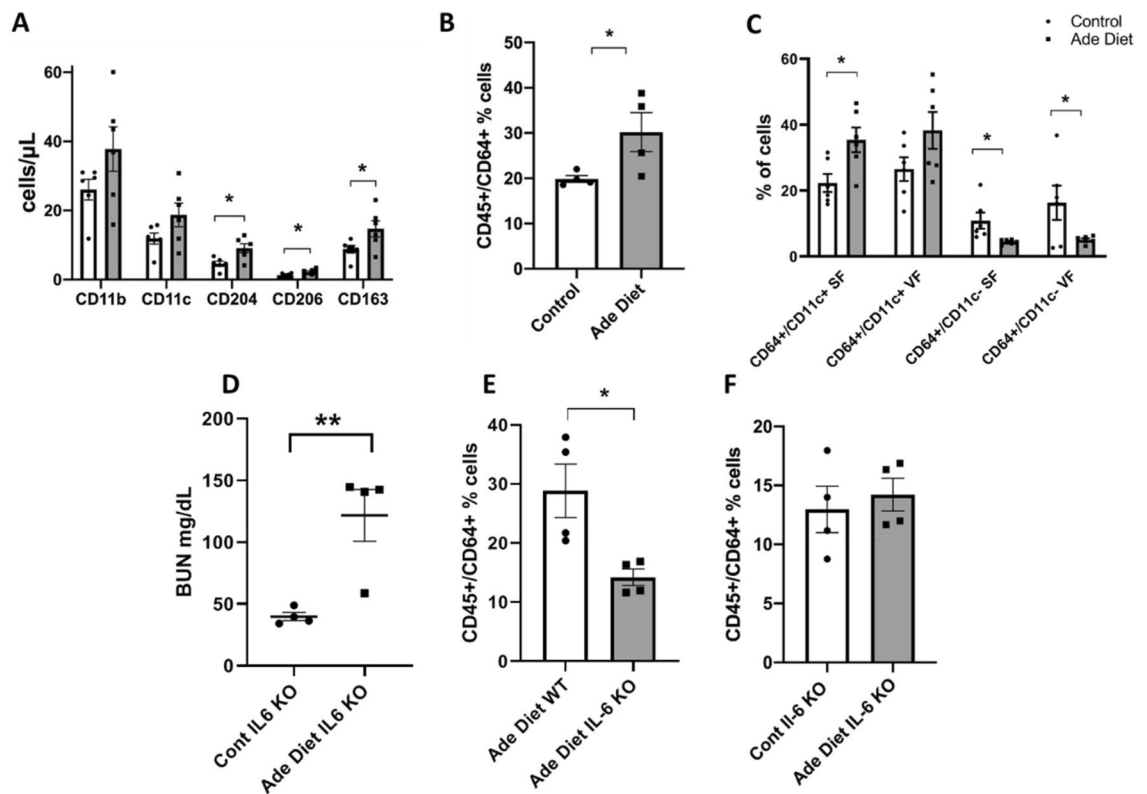 A
cells/μL
60
40
20
0
CD11b CD11c CD204 CD206 CD163
*
*
*
B
CD45+/CD64+ % cells
50
40
30
20
10
0
*
Control
Ade Diet
C
Control
Ade Diet
% of cells
60
40
20
0
*
*
*
CD64+/CD11c+ SF
CD64+/CD11c+ VF
CD64+/CD11c- SF
CD64+/CD11c- VF
D
BUN mg/dL
200
150
100
50
0
**
Cont IL6 KO
Ade Diet IL6 KO
E
CD45+/CD64+ % cells
40
30
20
10
0
*
Ade Diet WT
Ade Diet IL-6 KO
F
CD45+/CD64+ % cells
20
15
10
5
0
Cont Il-6 KO
Ade Diet IL-6 KO